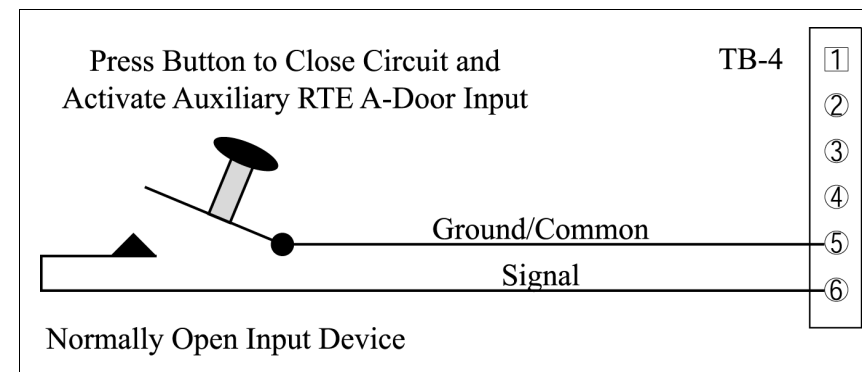 Press Button to Close Circuit and
Activate Auxiliary RTE A-Door Input
TB-4
1
2
3
4
Ground/Common
5
Signal
6
Normally Open Input Device